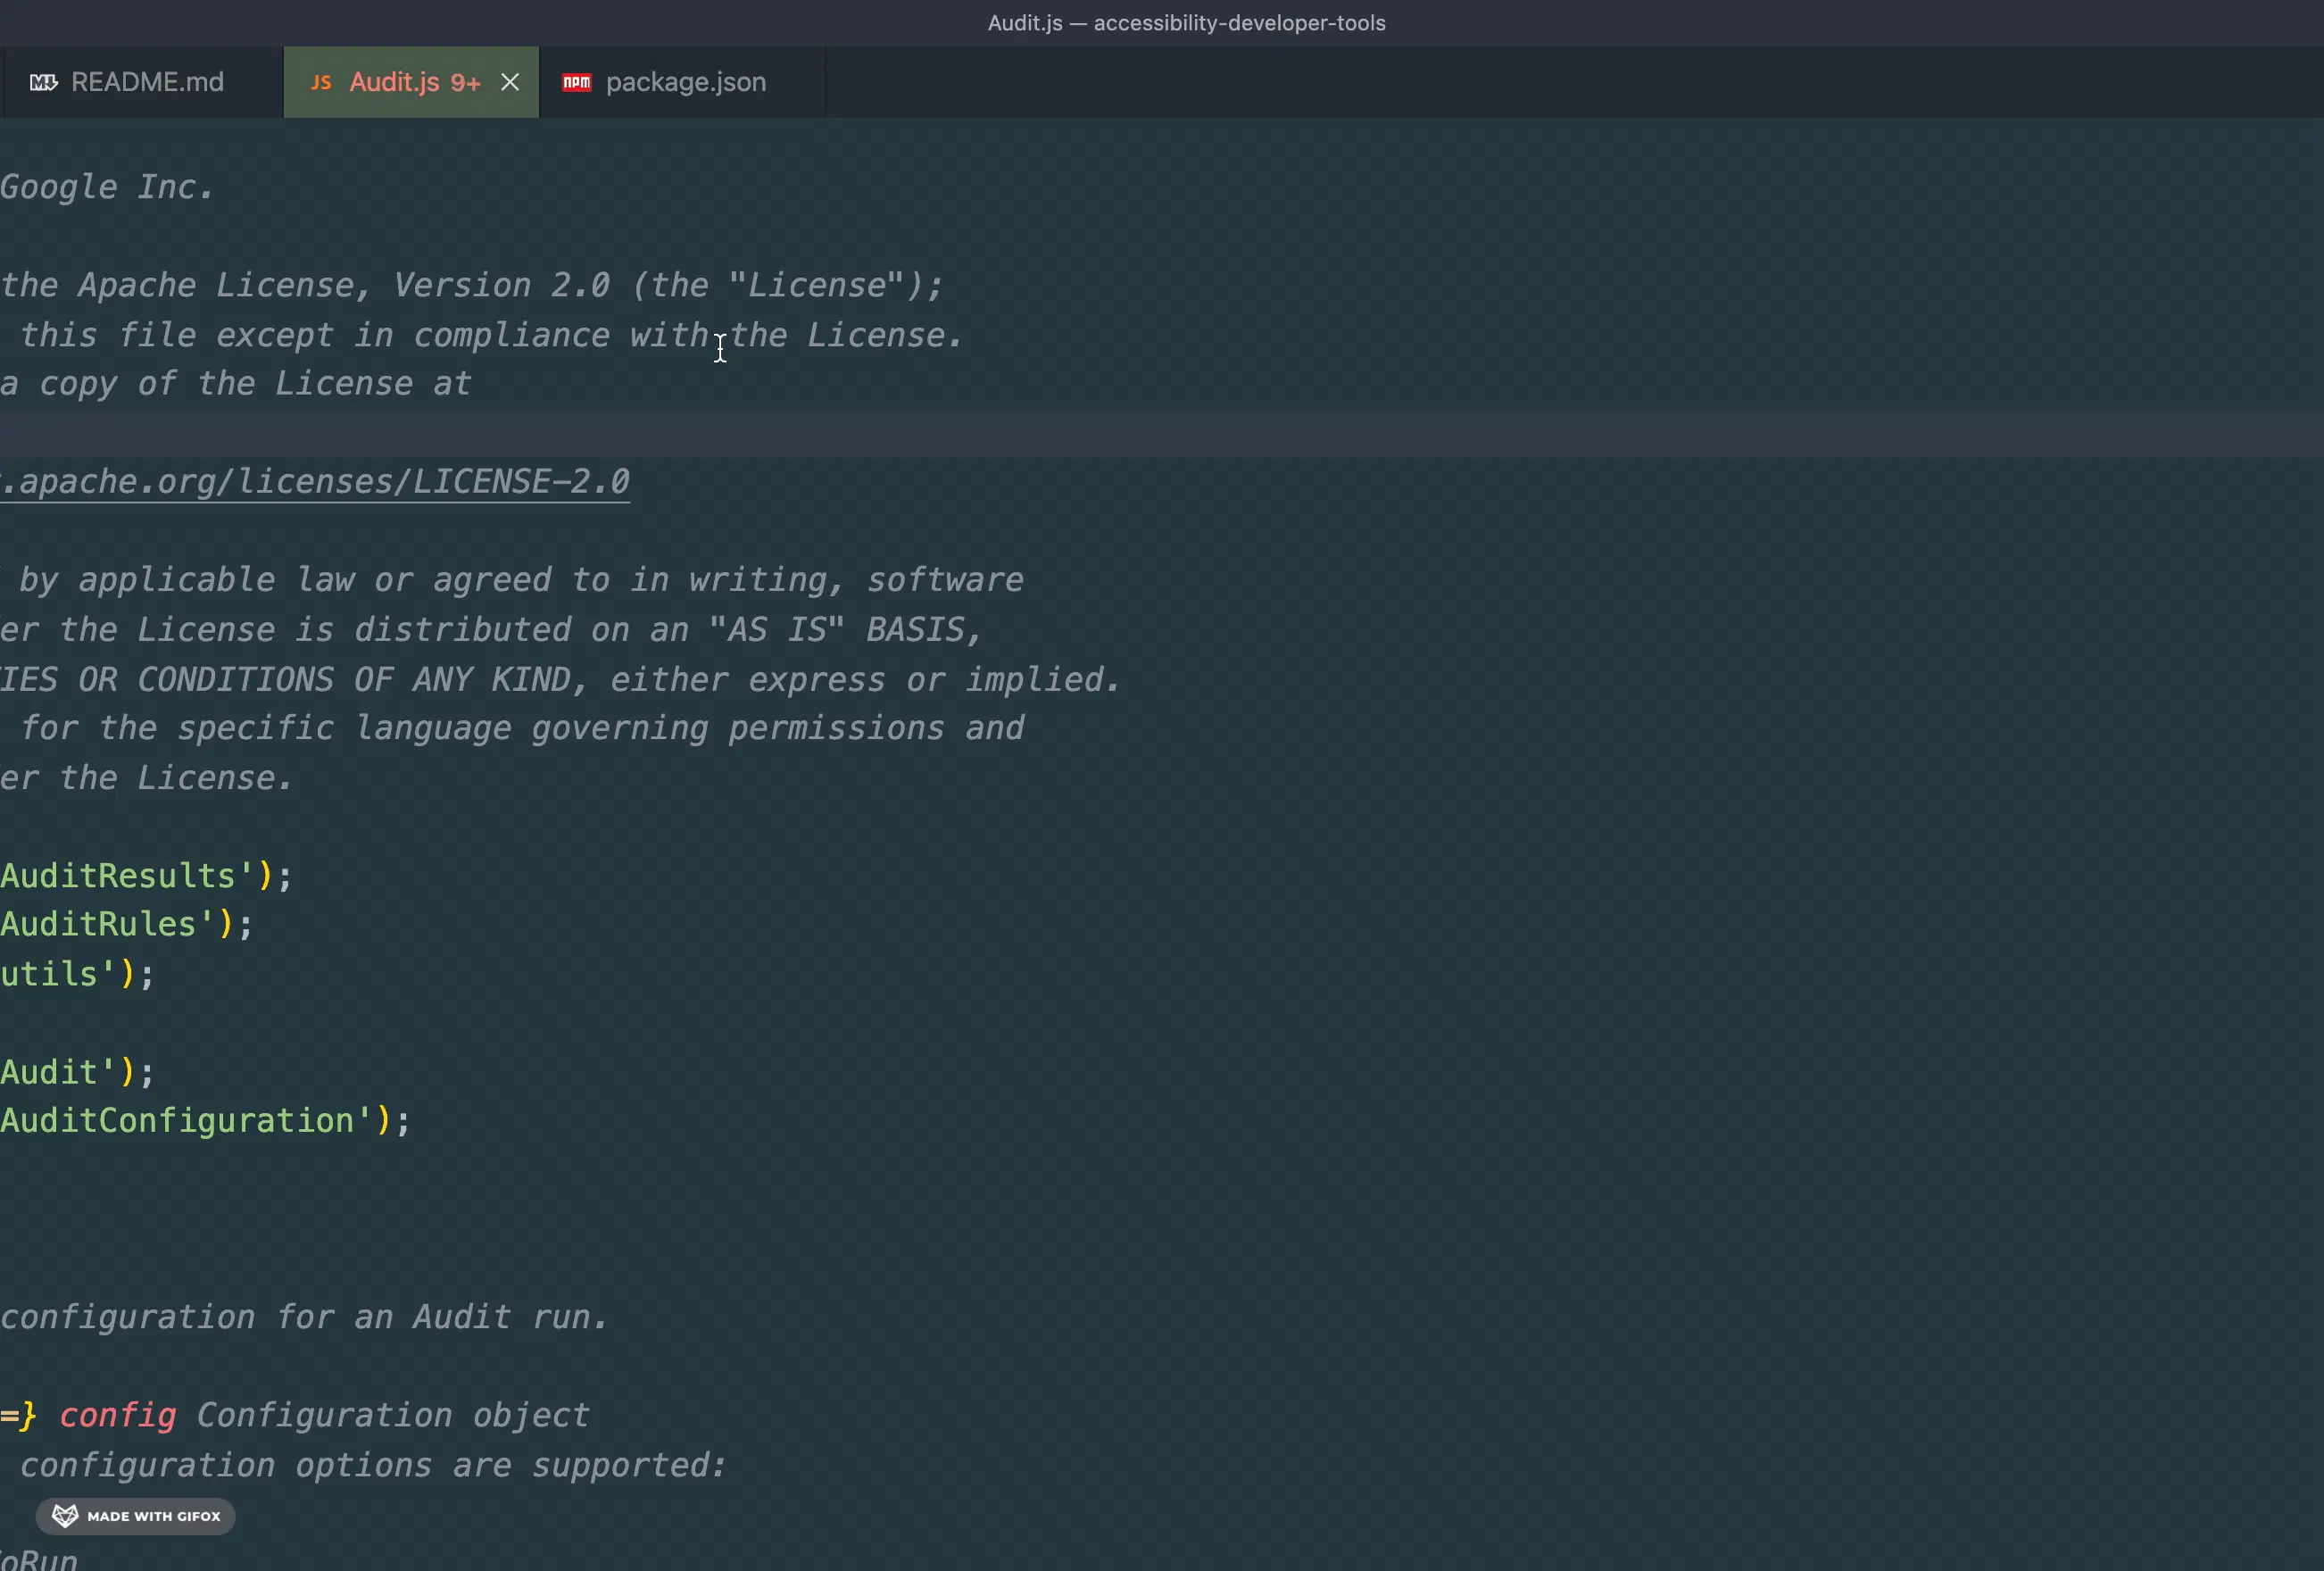 Audit.js — accessibility-developer-tools
README.md
JS Audit.js 9+
npm package.json
Google Inc.
the Apache License, Version 2.0 (the "License");
this file except in compliance with the License.
a copy of the License at
.apache.org/licenses/LICENSE-2.0
by applicable law or agreed to in writing, software
er the License is distributed on an "AS IS" BASIS,
IES OR CONDITIONS OF ANY KIND, either express or implied.
for the specific language governing permissions and
er the License.
AuditResults');
AuditRules');
utils');
Audit');
AuditConfiguration');
configuration for an Audit run.
=} config Configuration object
configuration options are supported:
MADE WITH GIFOX
oRun